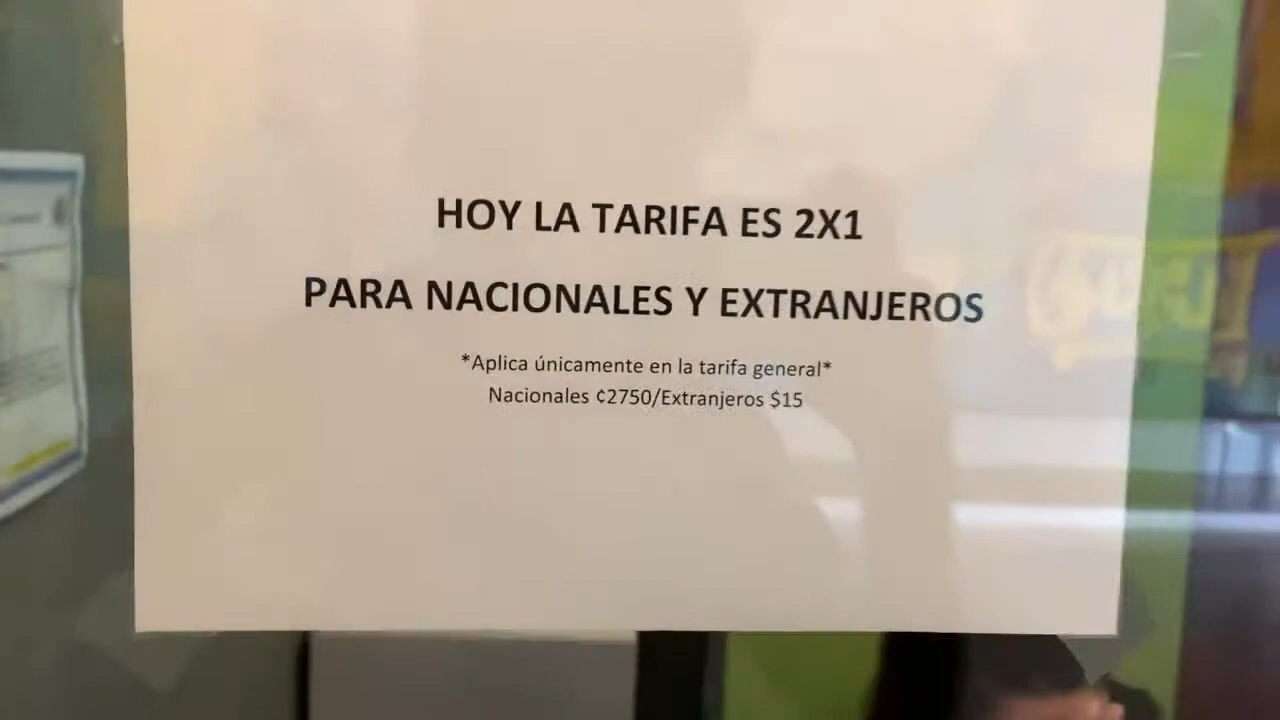 HOY LA TARIFA ES 2X1
PARA NACIONALES Y EXTRANJEROS
*Aplica únicamente en la tarifa general*
Nacionales ¢2750/Extranjeros $15